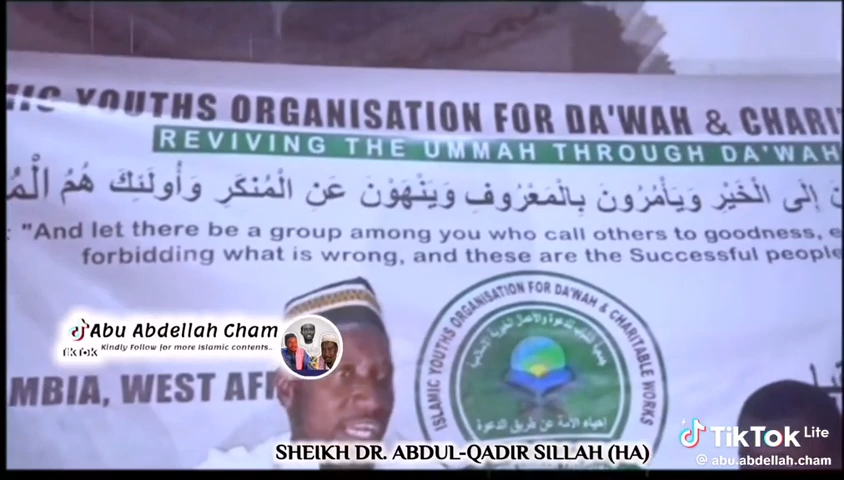 MIC YOUTHS ORGANISATION FOR DA'WAH & CHARIT
REVIVING THE UMMAH THROUGH DA'WAH
إِلَى الْخَيْرِ وَيَأْمُرُونَ بِالْمَعْرُوفِ وَيَنْهَوْنَ عَنِ الْمُنكَرِ وَأُولَئِكَ هُمُ
: "And let there be a group among you who call others to goodness, e
forbidding what is wrong, and these are the Successful people
ISLAMIC YOUTHS ORGANISATION FOR DA'WAH & CHARITABLE WORKS
إحياء الأمة عن طريق الدعوة
MBIA, WEST AF
Abu Abdellah Cham
TikTok Kindly Follow for more Islamic contents..
SHEIKH DR. ABDUL-QADIR SILLAH (HA)
TikTok Lite
@abu.abdellah.cham